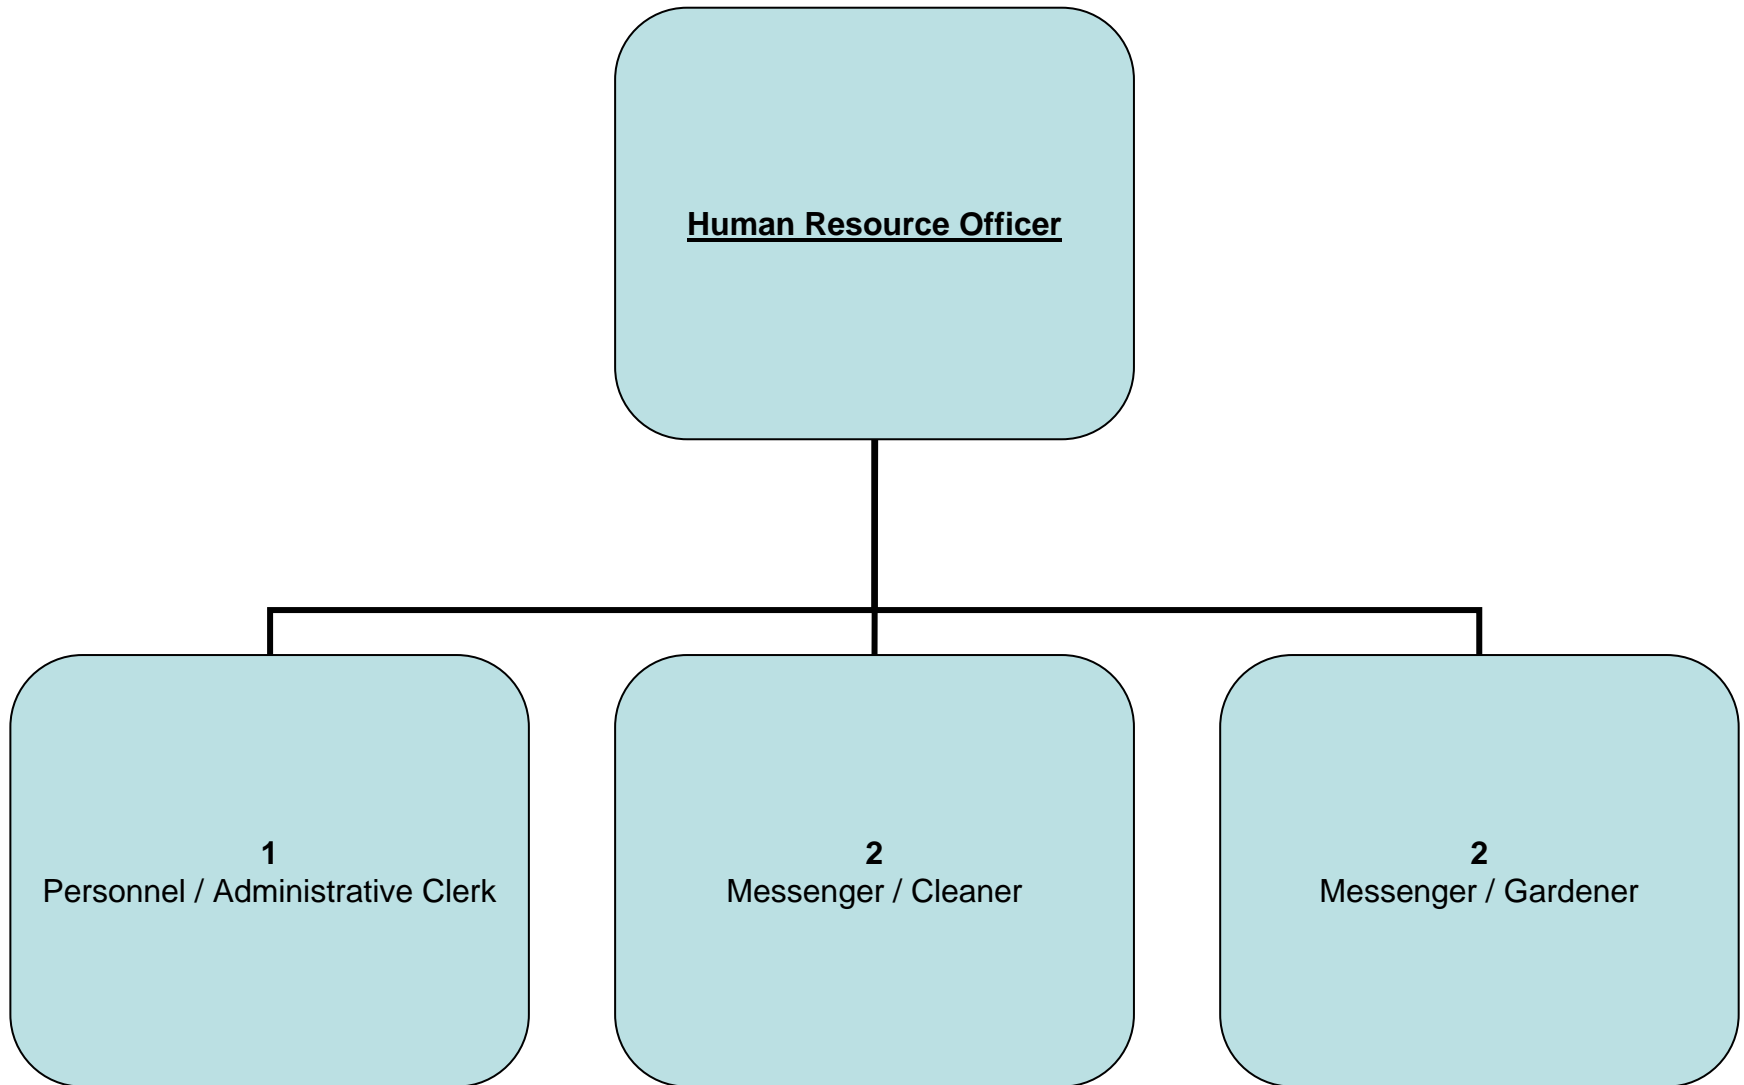 Human Resource Officer
1
Personnel / Administrative Clerk
2
Messenger / Cleaner
2
Messenger / Gardener